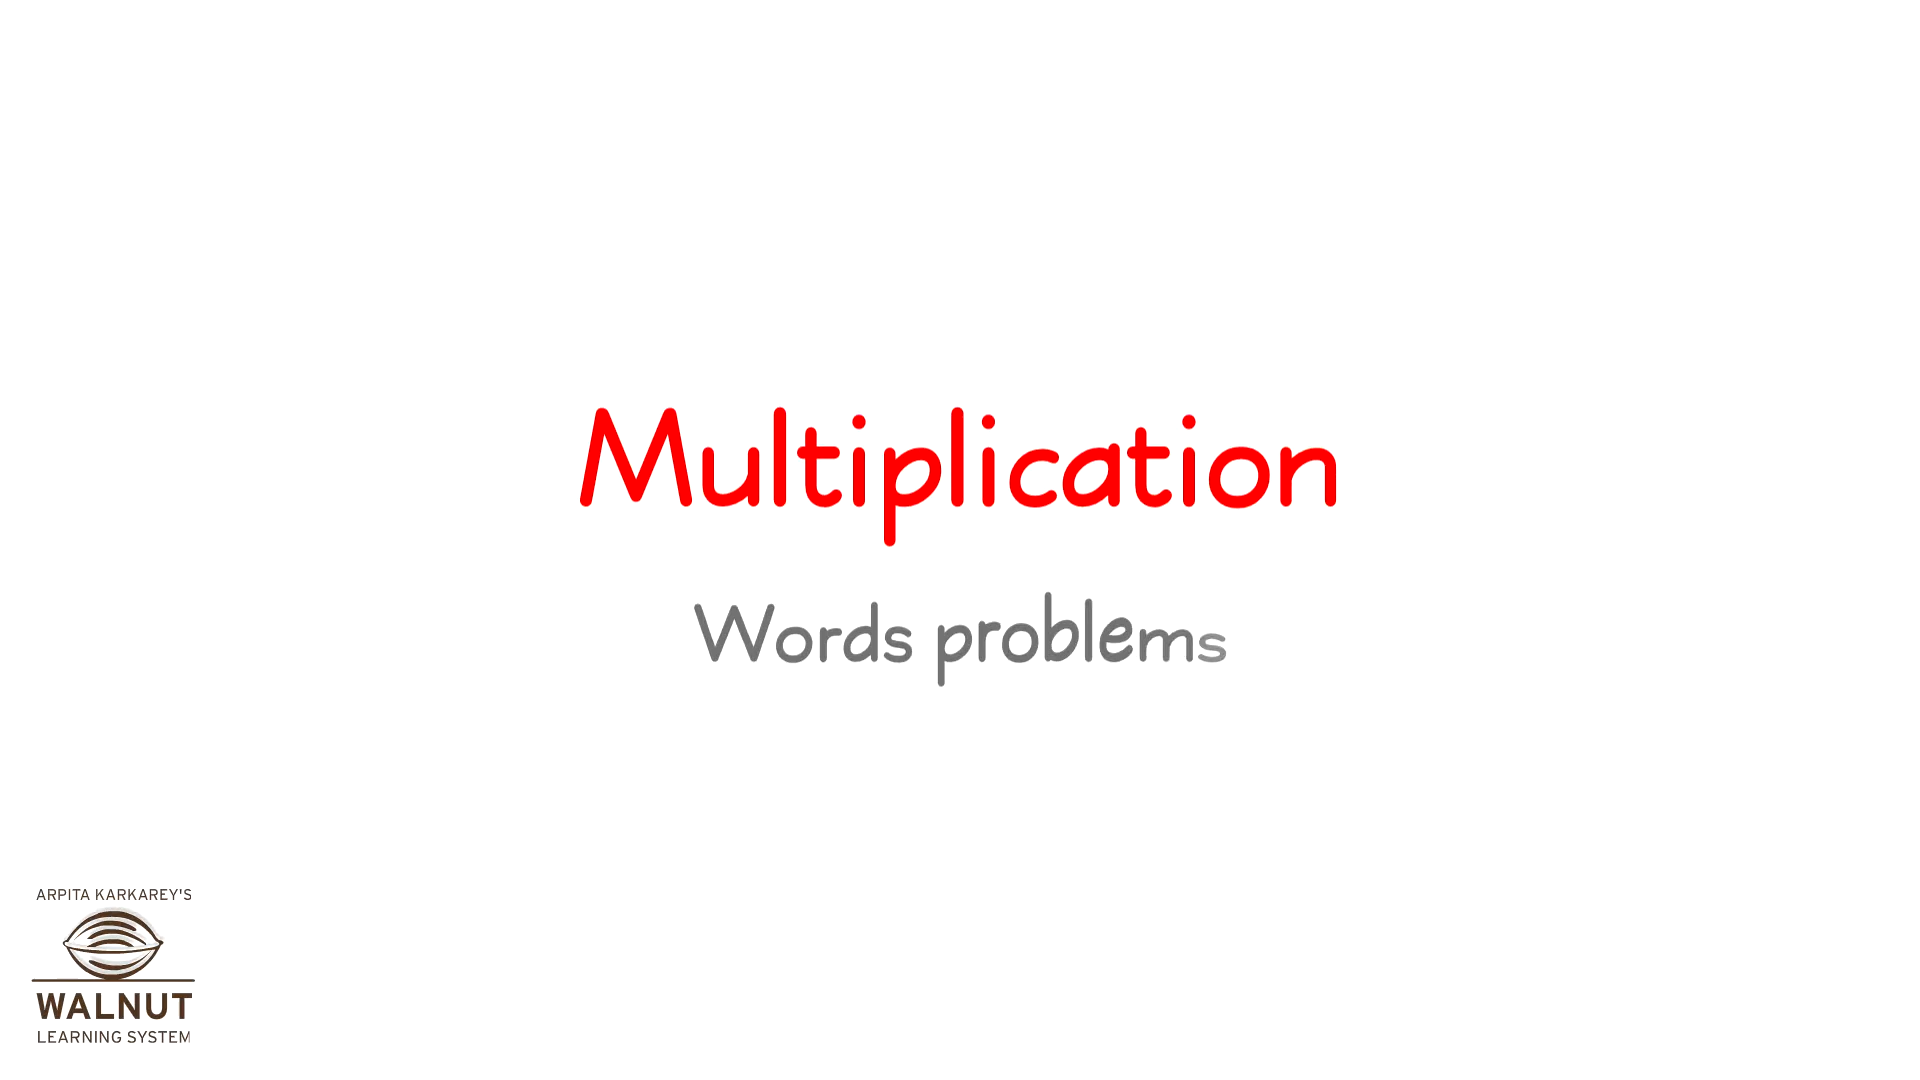 Multiplication
Words problems
ARPITA KARKAREY'S
WALNUT
LEARNING SYSTEM